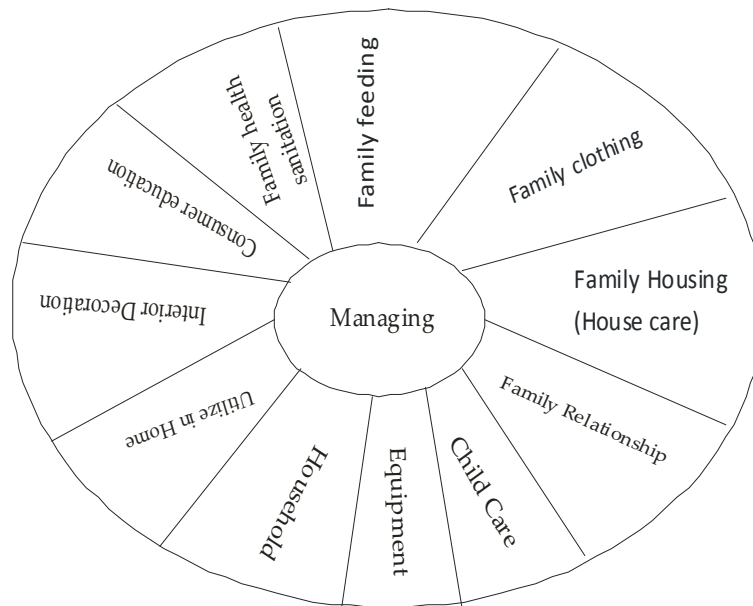 Family feeding
Family clothing
Family Housing
(House care)
Family Relationship
Child Care
Equipment
Household
Utilize in Home
Interior Decoration
Consumer education
Family health
sanitation
Managing